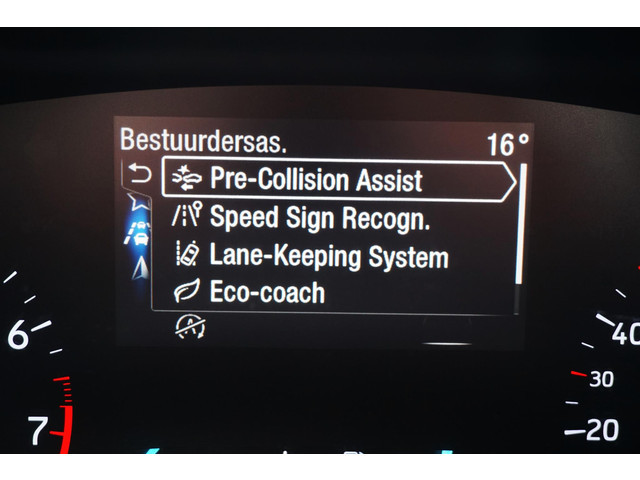 Bestuurdersas. 16°
Pre-Collision Assist
Speed Sign Recogn.
Lane-Keeping System
Eco-coach
A
6
7
40
30
20